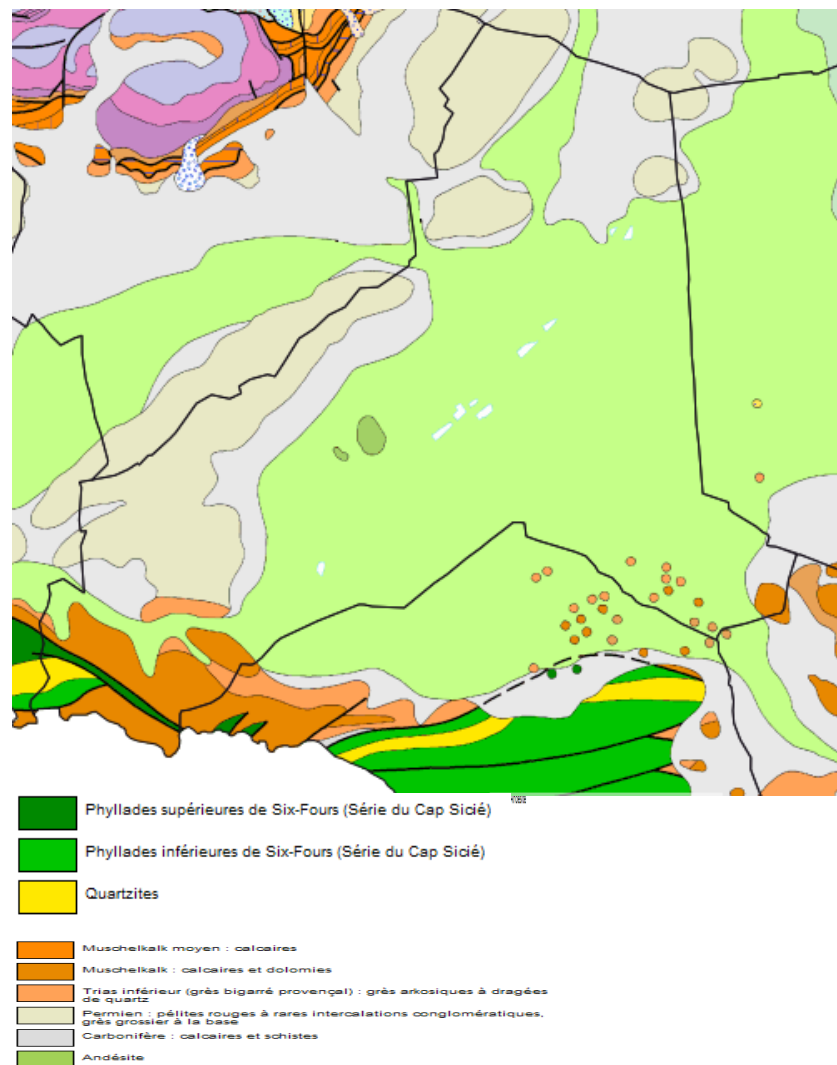 Phyllades supérieures de Six-Fours (Série du Cap Sicié)
Phyllades inférieures de Six-Fours (Série du Cap Sicié)
Quartzites
Muschelkalk moyen : calcaires
Muschelkalk : calcaires et dolomies
Trias inférieur (grès bigarré provençal) : grès arkosiques à dragées
de quartz
Permien : pélites rouges à rares intercalations conglomératiques,
grès grossier à la base
Carbonifère : calcaires et schistes
Andésite